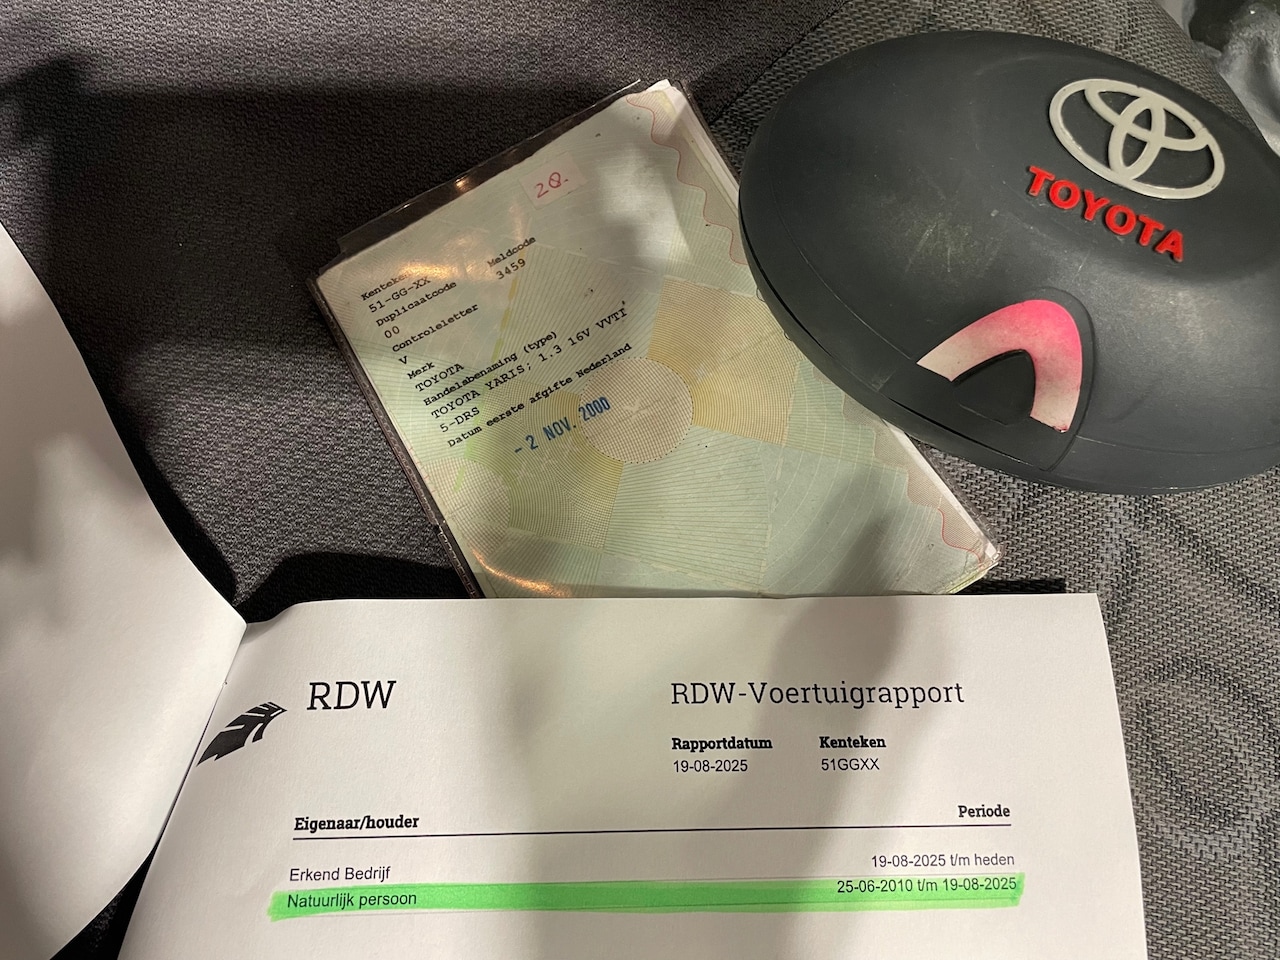 2Q.
Kenteken
Meldcode
51-GG-XX
3459
Duplicaatcode
00
Controleletter
V
Merk
TOYOTA
Handelsbenaming (type)
TOYOTA YARIS; 1.3 16V VVTI
5-DRS
Datum eerste afgifte Nederland
- 2 NOV. 2000
TOYOTA
RDW
RDW-Voertuigrapport
Rapportdatum
Kenteken
19-08-2025
51GGXX
Eigenaar/houder
Periode
Erkend Bedrijf
19-08-2025 t/m heden
Natuurlijk persoon
25-06-2010 t/m 19-08-2025